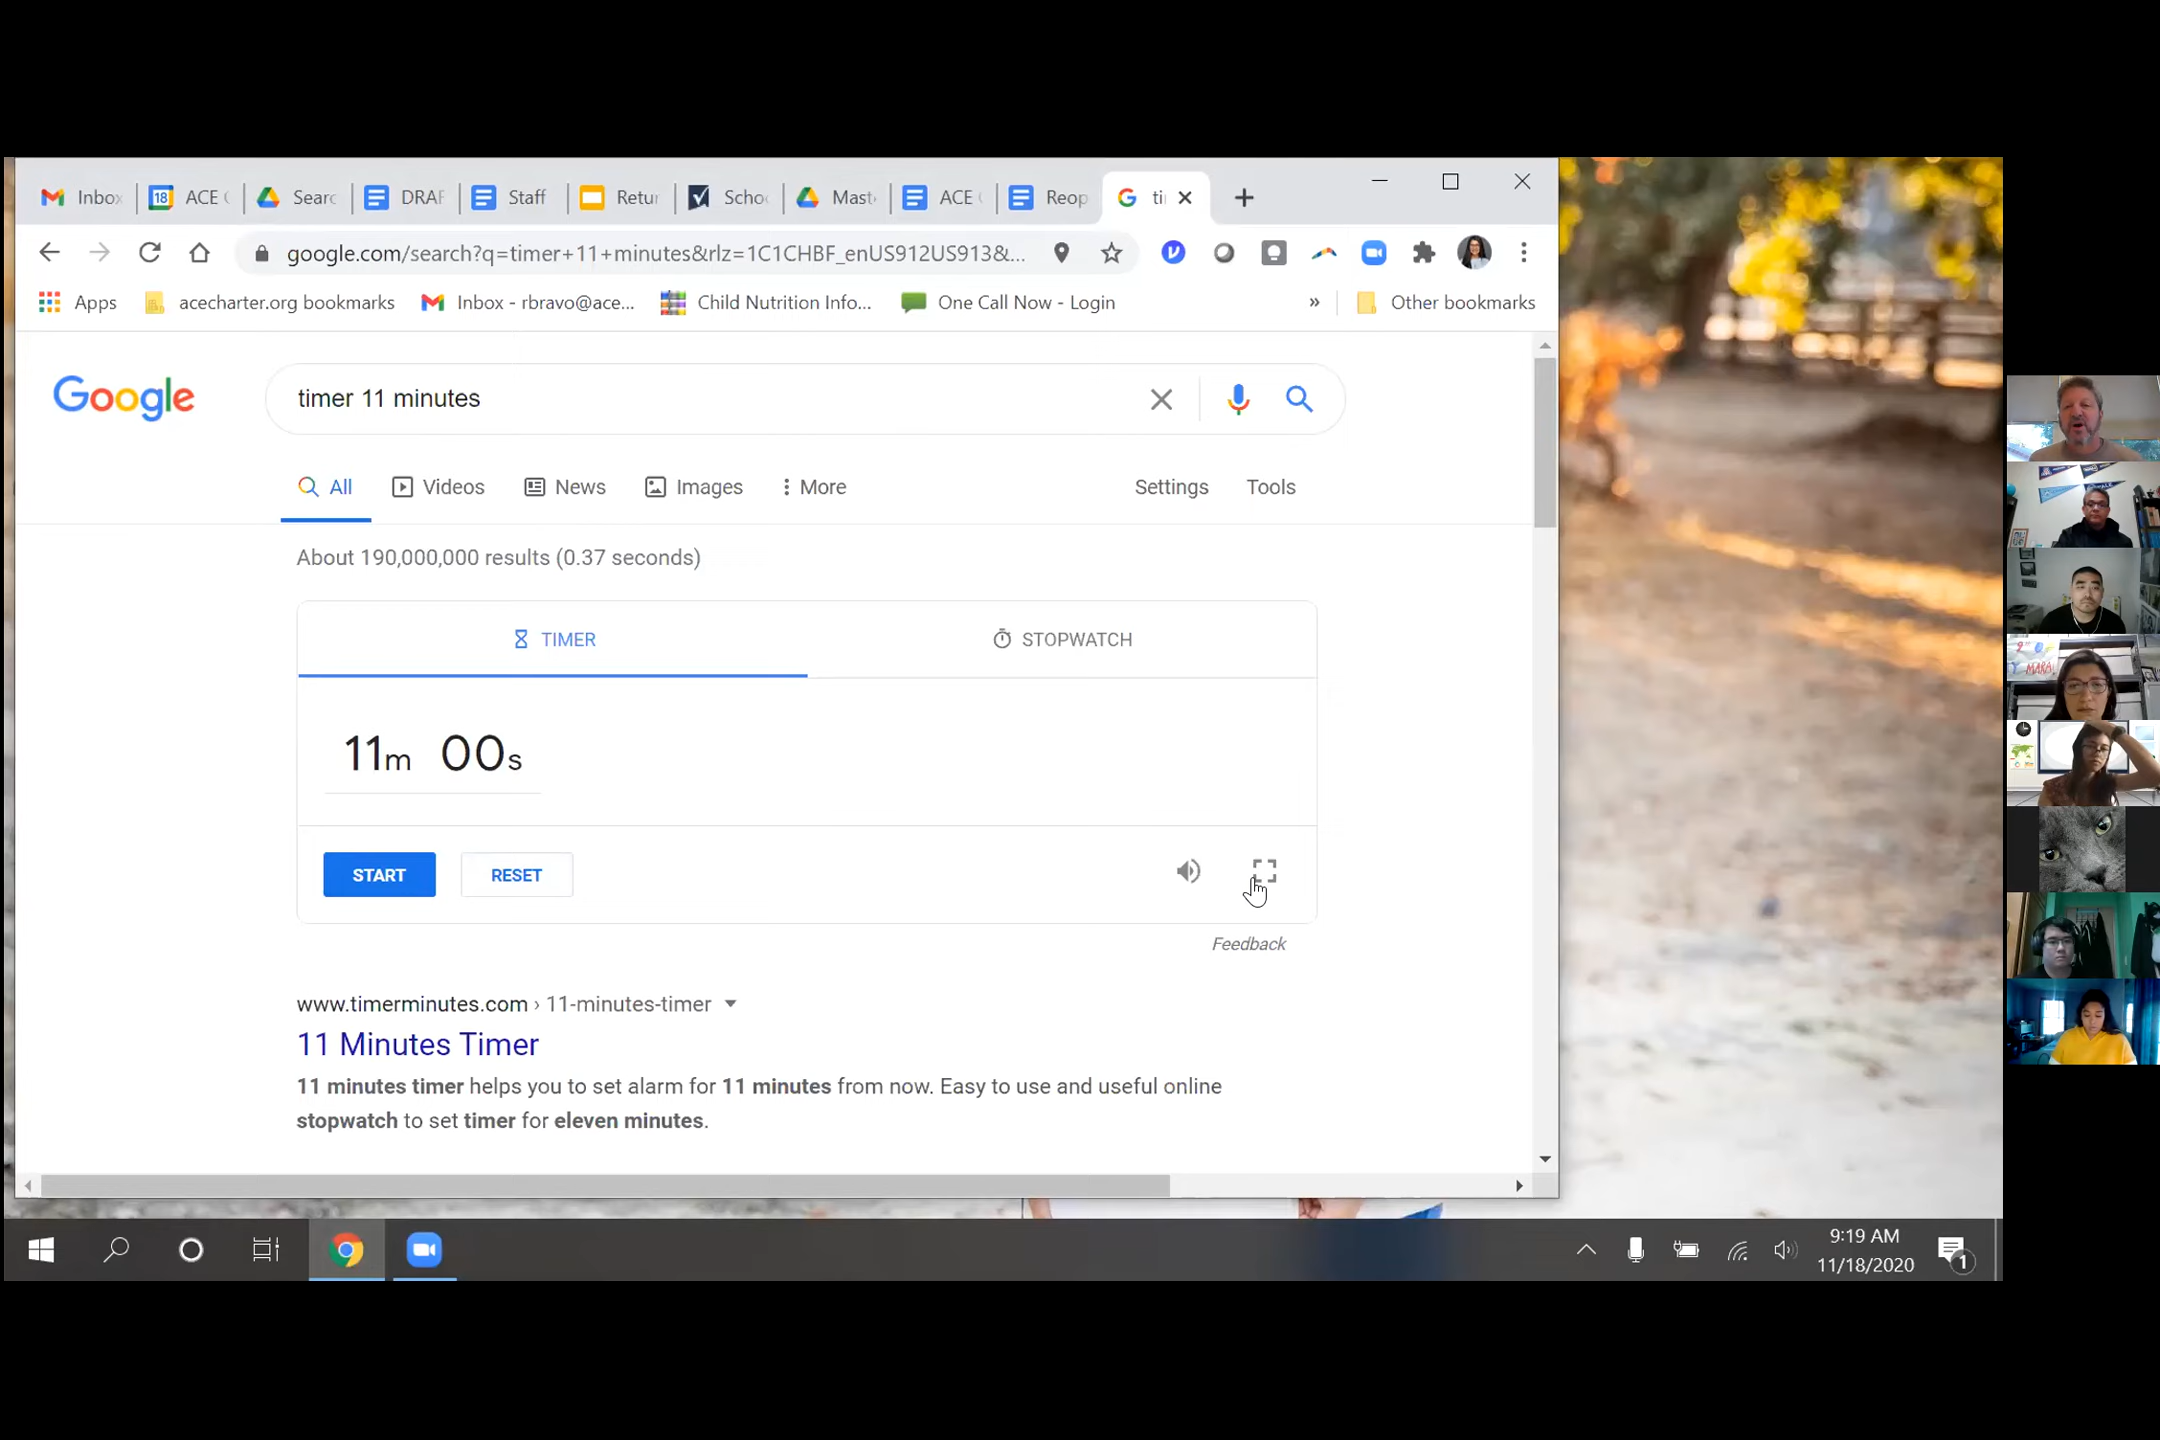 Inbox 18 ACE Searc DRAF Staff Retur Schoo Mast ACE Reop G ti
google.com/search?q=timer+11+minutes&rlz=1C1CHBF_enUS912US913&...
Apps acecharter.org bookmarks Inbox - rbravo@ace... Child Nutrition Info... One Call Now - Login » Other bookmarks
Google timer 11 minutes
All Videos News Images More Settings Tools
About 190,000,000 results (0.37 seconds)
TIMER STOPWATCH
11m 00s
START RESET
Feedback
www.timerminutes.com › 11-minutes-timer
11 Minutes Timer
11 minutes timer helps you to set alarm for 11 minutes from now. Easy to use and useful online
stopwatch to set timer for eleven minutes.
9:19 AM
11/18/2020
1